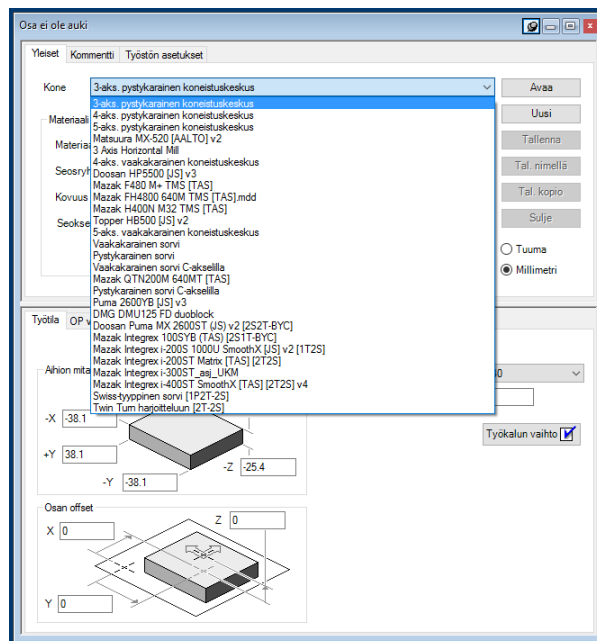 Osa ei ole auki
Yleiset Kommentti Työstön asetukset
Kone 3-aks. pystykarainen koneistuskeskus Avaa
3-aks. pystykarainen koneistuskeskus
4-aks. pystykarainen koneistuskeskus Uusi
Materiaali 5-aks. pystykarainen koneistuskeskus
Matsuura MX-520 [AALTO] v2 Tallenna
3 Axis Horizontal Mill
4-aks. vaakakarainen koneistuskeskus Tal. nimellä
Doosan HP5500 [JS] v3
Mazak F480 M+ TMS [TAS]
Kovuus Mazak FH4800 640M TMS [TAS].mdd Tal. kopio
Mazak H400N M32 TMS [TAS]
Topper HB500 [JS] v2 Sulje
5-aks. vaakakarainen koneistuskeskus
Vaakakarainen sorvi Tuuma
Pystykarainen sorvi
Vaakakarainen sorvi C-akselilla Millimetri
Mazak QTN200M 640MT [TAS]
Pystykarainen sorvi C-akselilla
Puma 2600YB [JS] v3
Työtila OP DMG DMU125 FD duoblock
Doosan Puma MX 2600ST (JS) v2 [2S2T-BYC]
Mazak Integrex 100SYB (TAS) [2S1T-BYC]
Mazak Integrex i-200S 1000U SmoothX [JS] v2 [1T2S]
Mazak Integrex i-200ST Matrix [TAS] [2T2S]
Aihion Mazak Integrex i-300ST_asj_UKM
Mazak Integrex i-400ST SmoothX [TAS] [2T2S] v4
Swiss-tyyppinen sorvi [1P2T-2S]
Twin Turn harjoitteluun [2T-2S]
-X -38.1
Työkalun vaihto
+Y 38.1
-Z -25.4
-Y -38.1
Osan offset
X 0 Z 0
Y 0